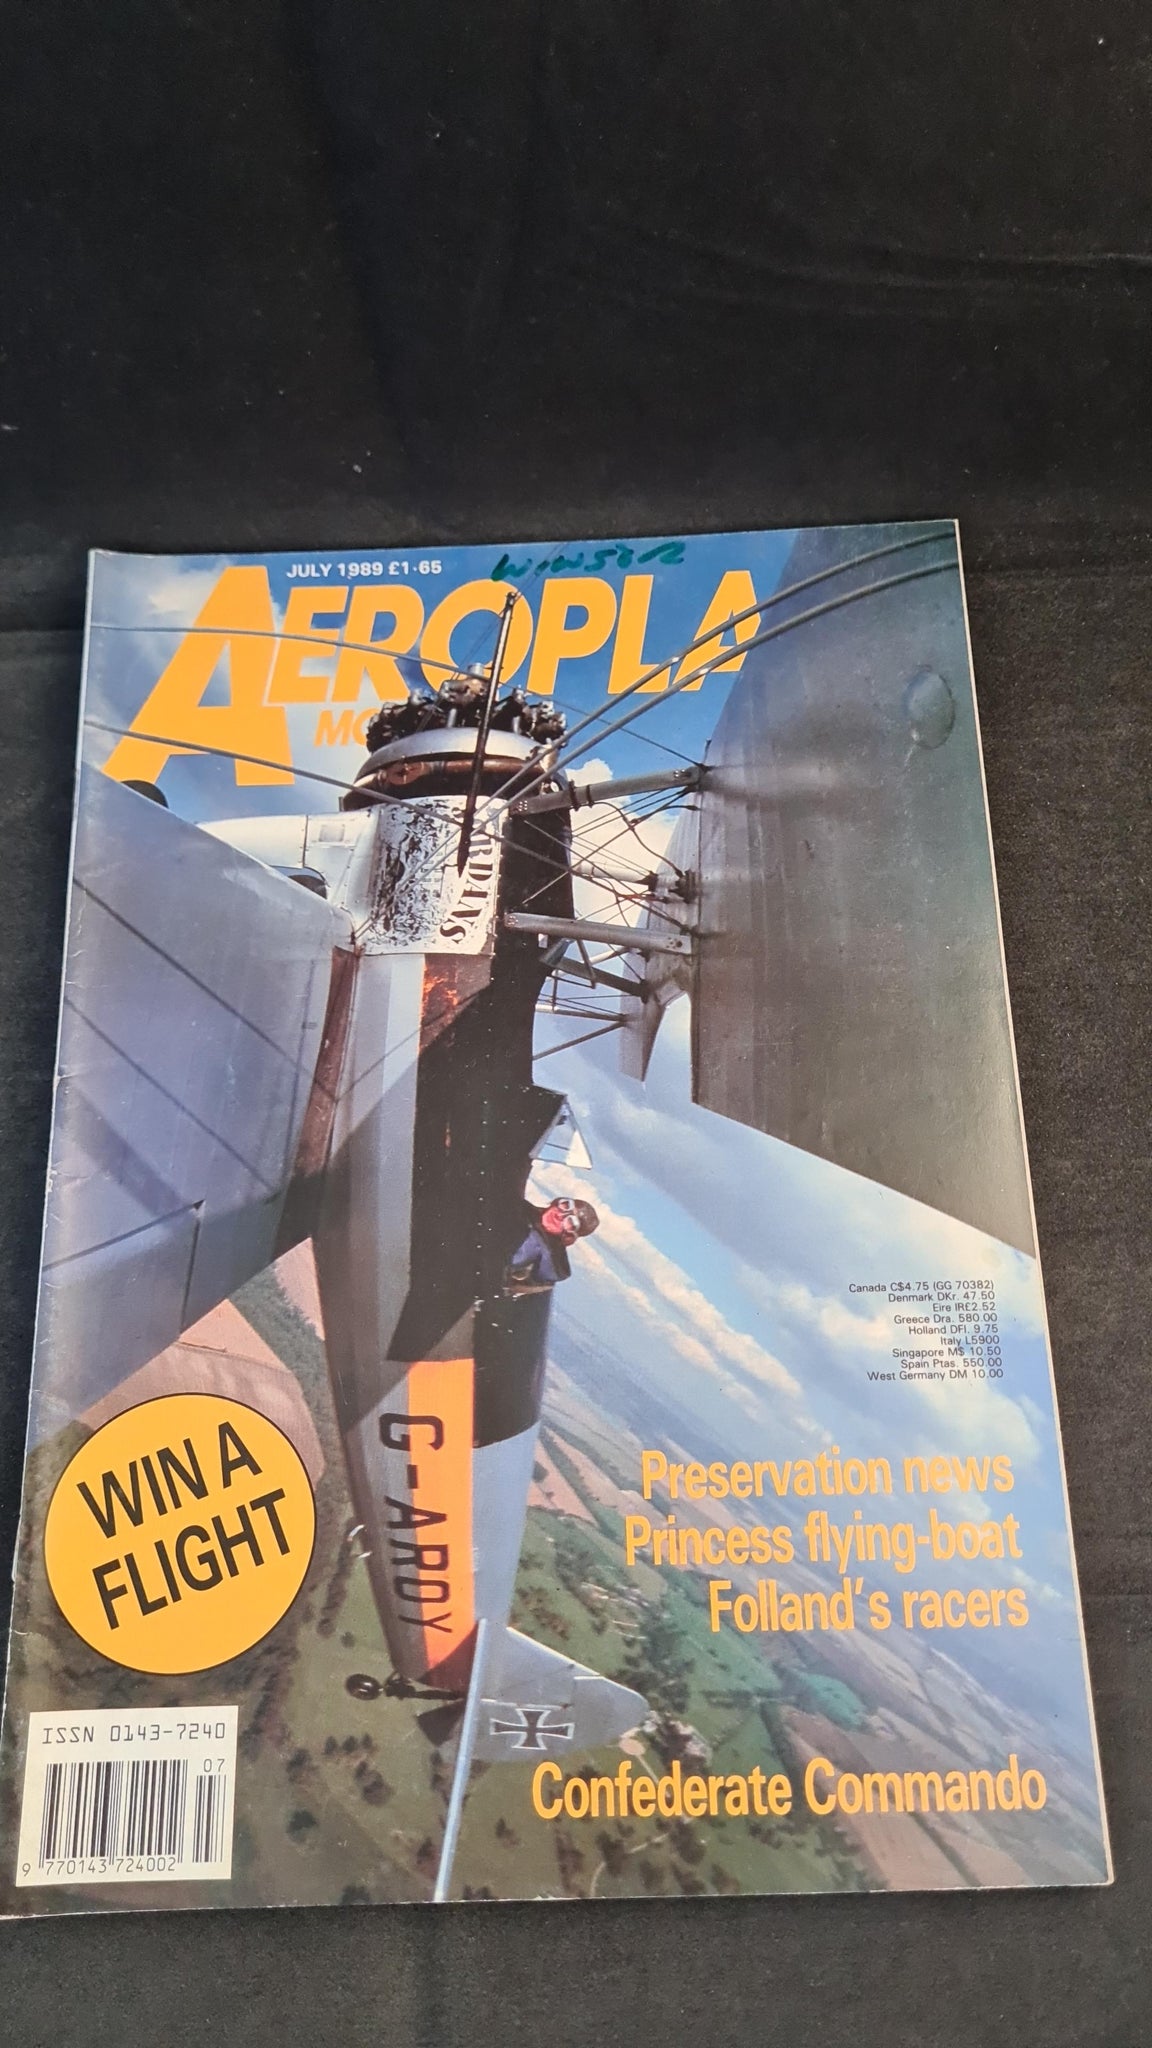 Winsor
JULY 1989 £1·65
AEROPLA
MO
RDANS
G-AROY
Canada C$4.75 (GG 70382)
Denmark DKr. 47.50
Eire IR£2.52
Greece Dra. 580.00
Holland DFl. 9.75
Italy L5900
Singapore M$ 10.50
Spain Ptas. 550.00
West Germany DM 10.00
WIN A
FLIGHT
Preservation news
Princess flying-boat
Folland's racers
Confederate Commando
ISSN 0143-7240
07
9 770143 724002